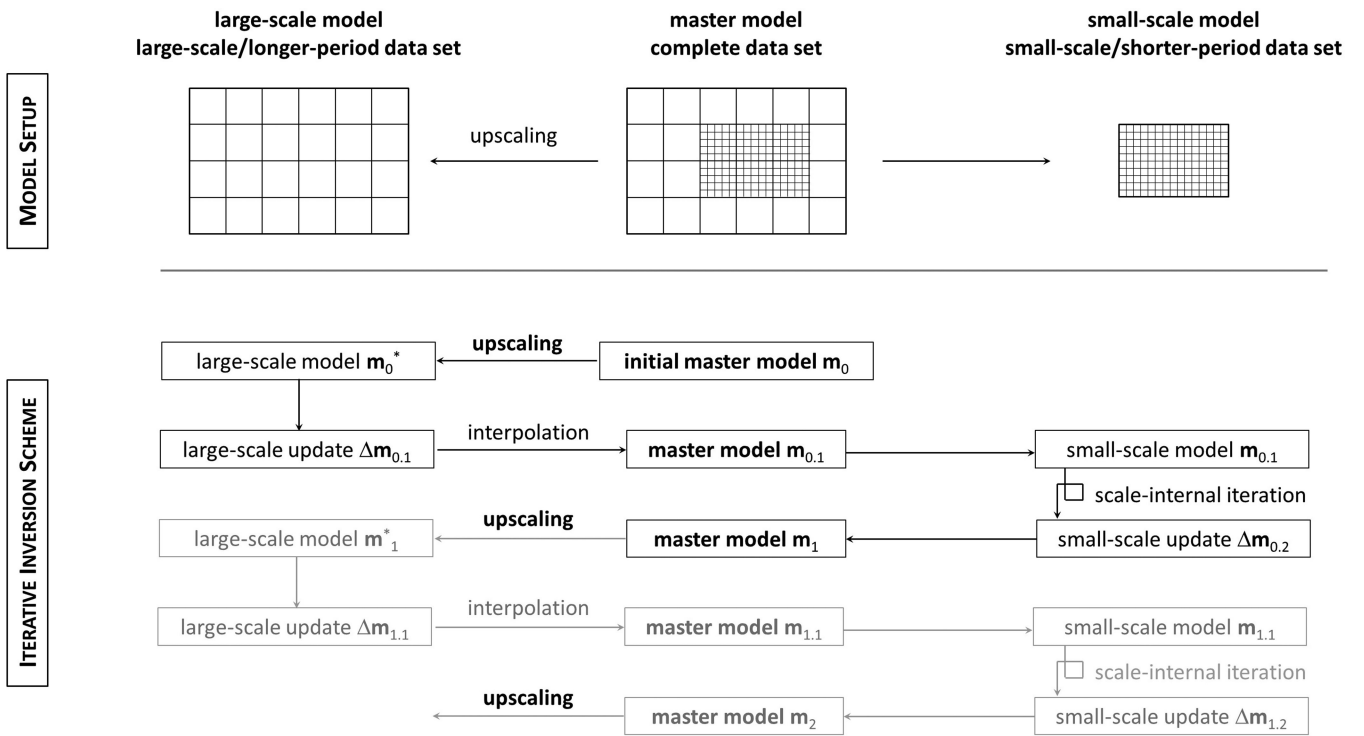 large-scale model
large-scale/longer-period data set
master model
complete data set
small-scale model
small-scale/shorter-period data set
MODEL SETUP
upscaling
ITERATIVE INVERSION SCHEME
large-scale model m₀*
upscaling
initial master model m₀
large-scale update Δm₀.₁
interpolation
master model m₀.₁
small-scale model m₀.₁
scale-internal iteration
large-scale model m*₁
upscaling
master model m₁
small-scale update Δm₀.₂
large-scale update Δm₁.₁
interpolation
master model m₁.₁
small-scale model m₁.₁
scale-internal iteration
upscaling
master model m₂
small-scale update Δm₁.₂